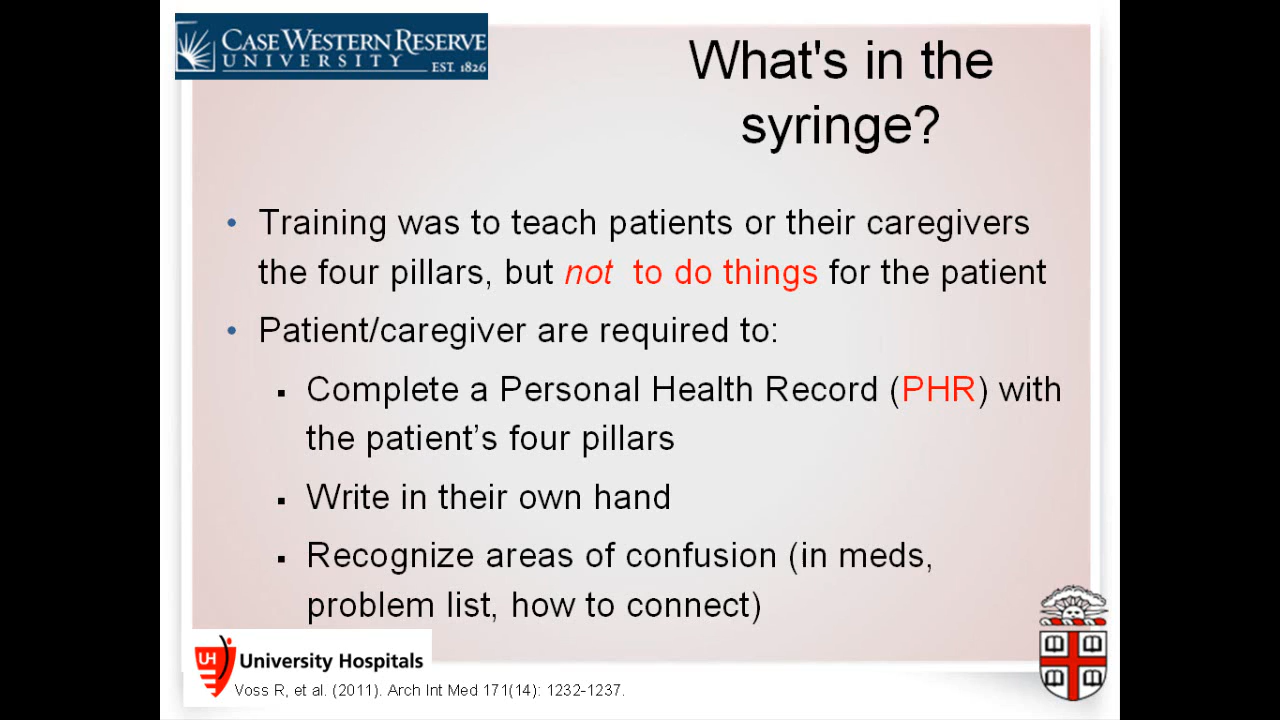 CASE WESTERN RESERVE
UNIVERSITY EST. 1826
What's in the
syringe?
• Training was to teach patients or their caregivers
the four pillars, but not to do things for the patient
• Patient/caregiver are required to:
▪ Complete a Personal Health Record (PHR) with
the patient’s four pillars
▪ Write in their own hand
▪ Recognize areas of confusion (in meds,
problem list, how to connect)
UH University Hospitals
Voss R, et al. (2011). Arch Int Med 171(14): 1232-1237.